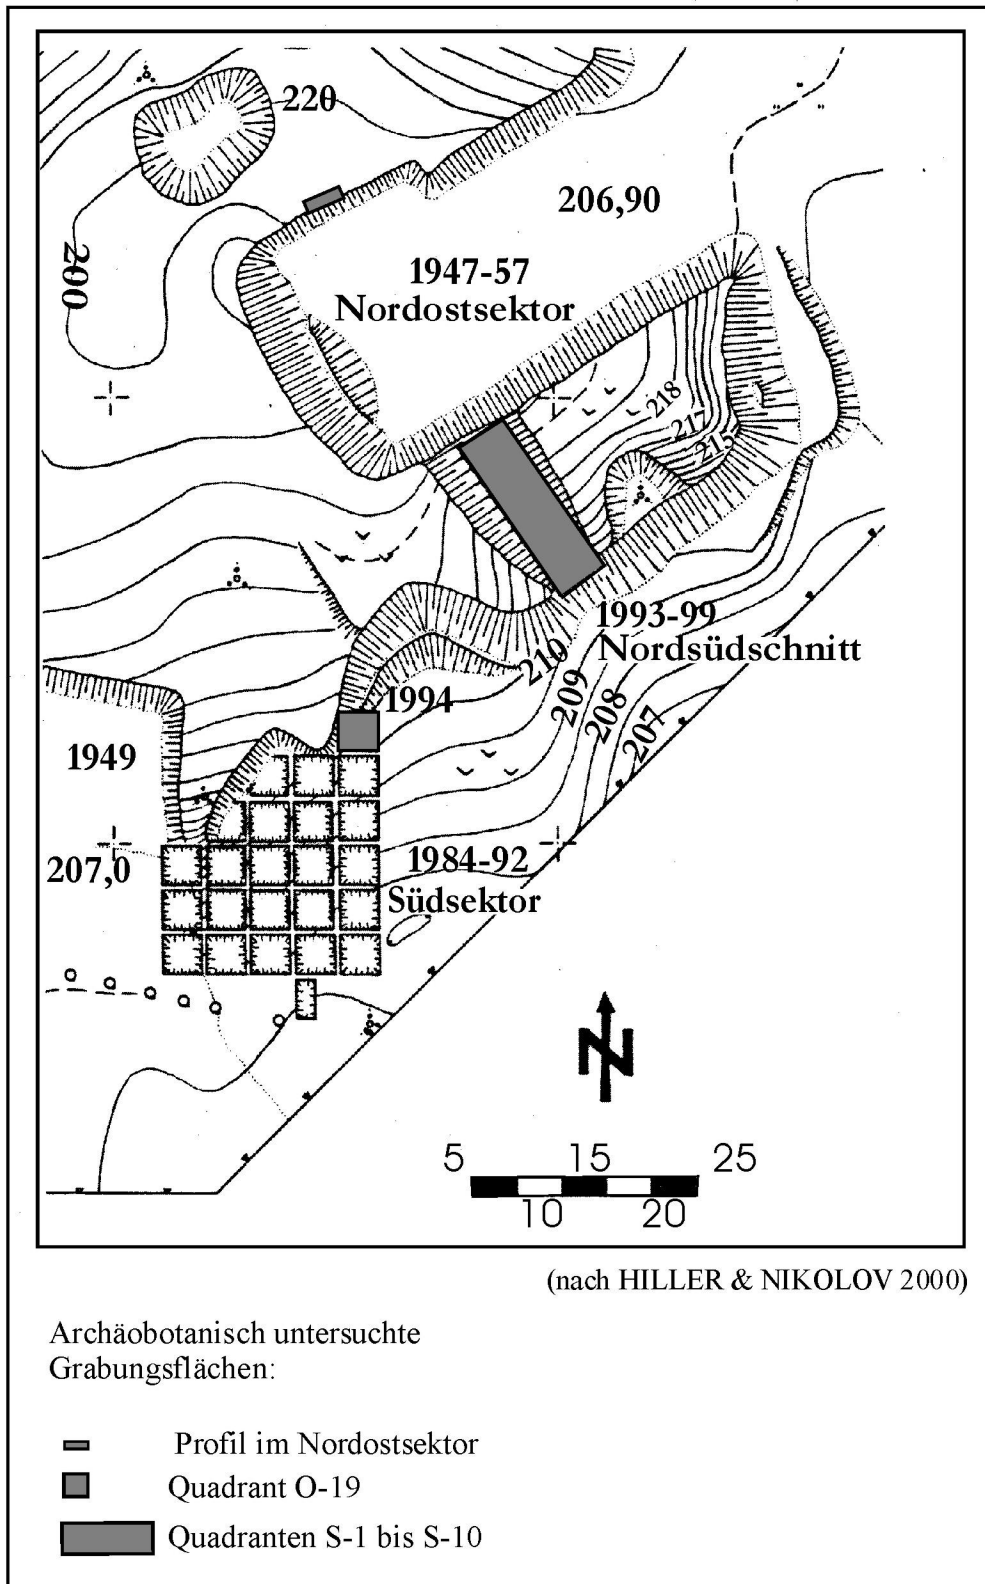 220
206,90
200
1947-57
Nordostsektor
218
217
215
1993-99
Nordsüdschnitt
210
209
208
207
1994
1949
207,0
1984-92
Südsektor
N
5 15 25
10 20
(nach HILLER & NIKOLOV 2000)
Archäobotanisch untersuchte
Grabungsflächen:
Profil im Nordostsektor
Quadrant O-19
Quadranten S-1 bis S-10